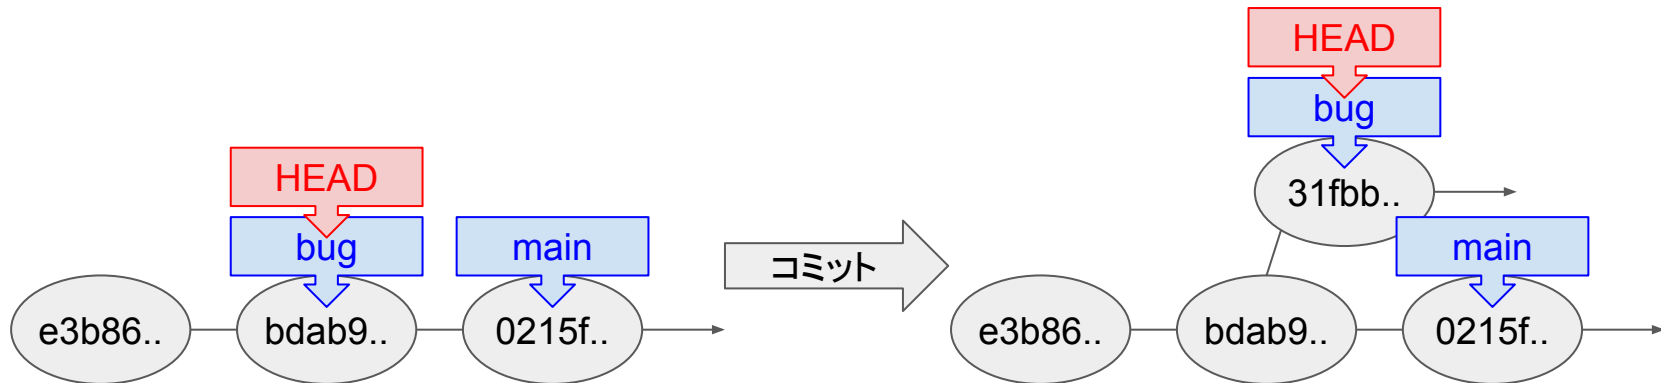 HEAD
bug
main
e3b86..
bdab9..
0215f..
コミット
HEAD
bug
31fbb..
main
e3b86..
bdab9..
0215f..